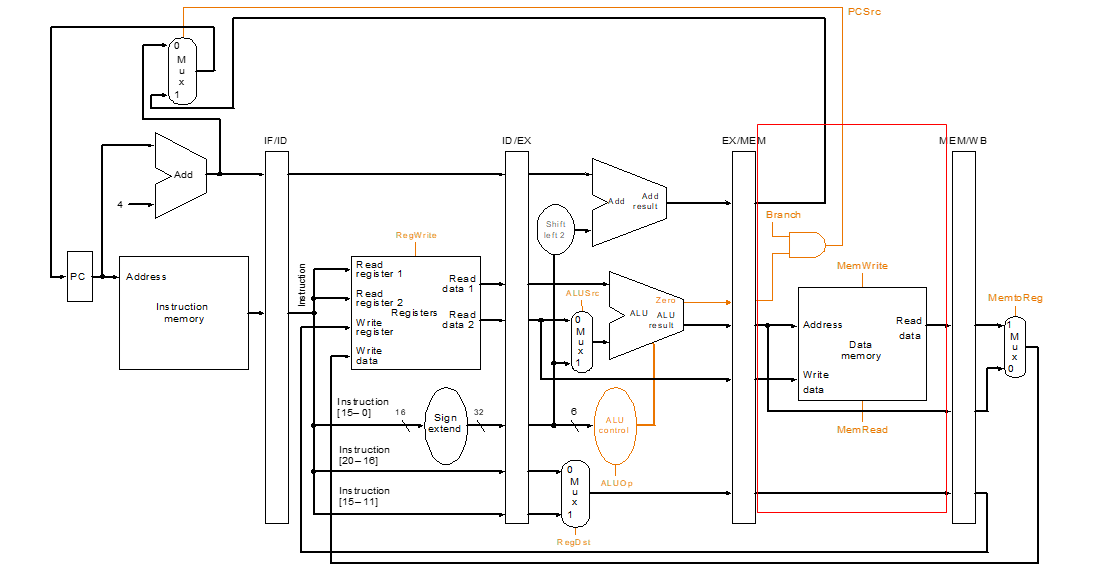 PCSrc
0
M
u
x
1
IF/ID
ID/EX
EX/MEM
MEM/WB
Add
4
Add
Add
result
Shift
left 2
Branch
RegWrite
PC
Address
Instruction
memory
Instruction
Read
register 1
Read
register 2
Write
register
Write
data
Registers
Read
data 1
Read
data 2
ALUSrc
0
M
u
x
1
Zero
ALU
ALU
result
MemWrite
Address
Read
data
Data
memory
Write
data
MemRead
MemtoReg
1
M
u
x
0
Instruction
[15–0]
16
Sign
extend
32
6
ALU
control
ALUOp
Instruction
[20–16]
Instruction
[15–11]
0
M
u
x
1
RegDst